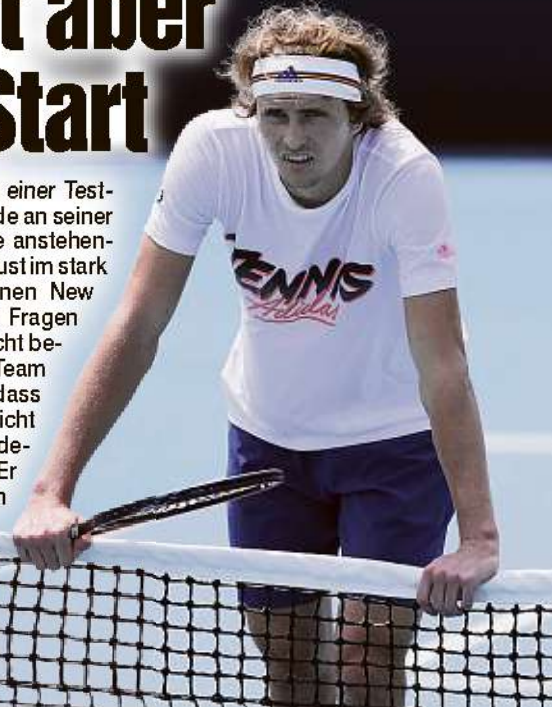 t aber
Start
einer Test-
de an seiner
e anstehen-
ust im stark
nen New
Fragen
cht be-
Team
dass
icht
de-
Er
n
TENNIS
Adidas